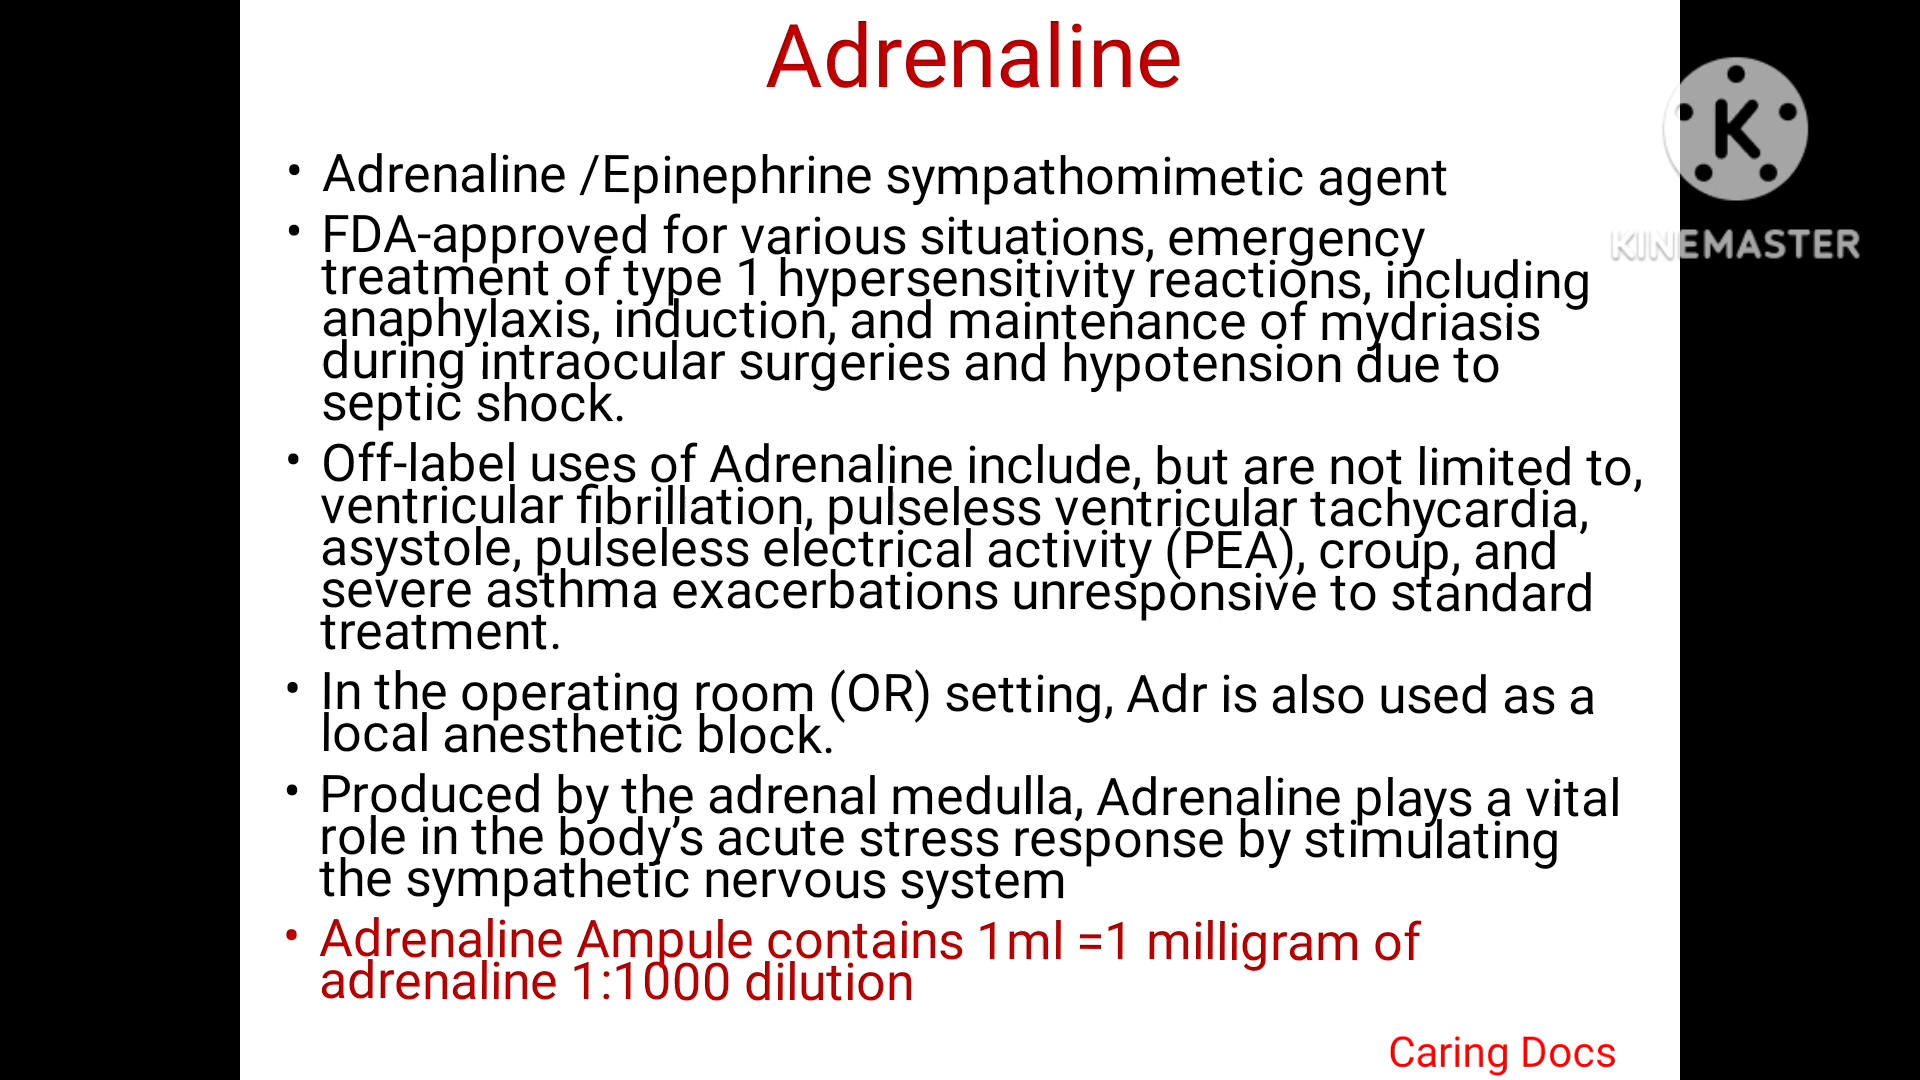 Adrenaline
• Adrenaline /Epinephrine sympathomimetic agent
• FDA-approved for various situations, emergency
treatment of type 1 hypersensitivity reactions, including
anaphylaxis, induction, and maintenance of mydriasis
during intraocular surgeries and hypotension due to
septic shock.
• Off-label uses of Adrenaline include, but are not limited to,
ventricular fibrillation, pulseless ventricular tachycardia,
asystole, pulseless electrical activity (PEA), croup, and
severe asthma exacerbations unresponsive to standard
treatment.
• In the operating room (OR) setting, Adr is also used as a
local anesthetic block.
• Produced by the adrenal medulla, Adrenaline plays a vital
role in the body’s acute stress response by stimulating
the sympathetic nervous system
• Adrenaline Ampule contains 1ml =1 milligram of
adrenaline 1:1000 dilution
Caring Docs
K
KINEMASTER